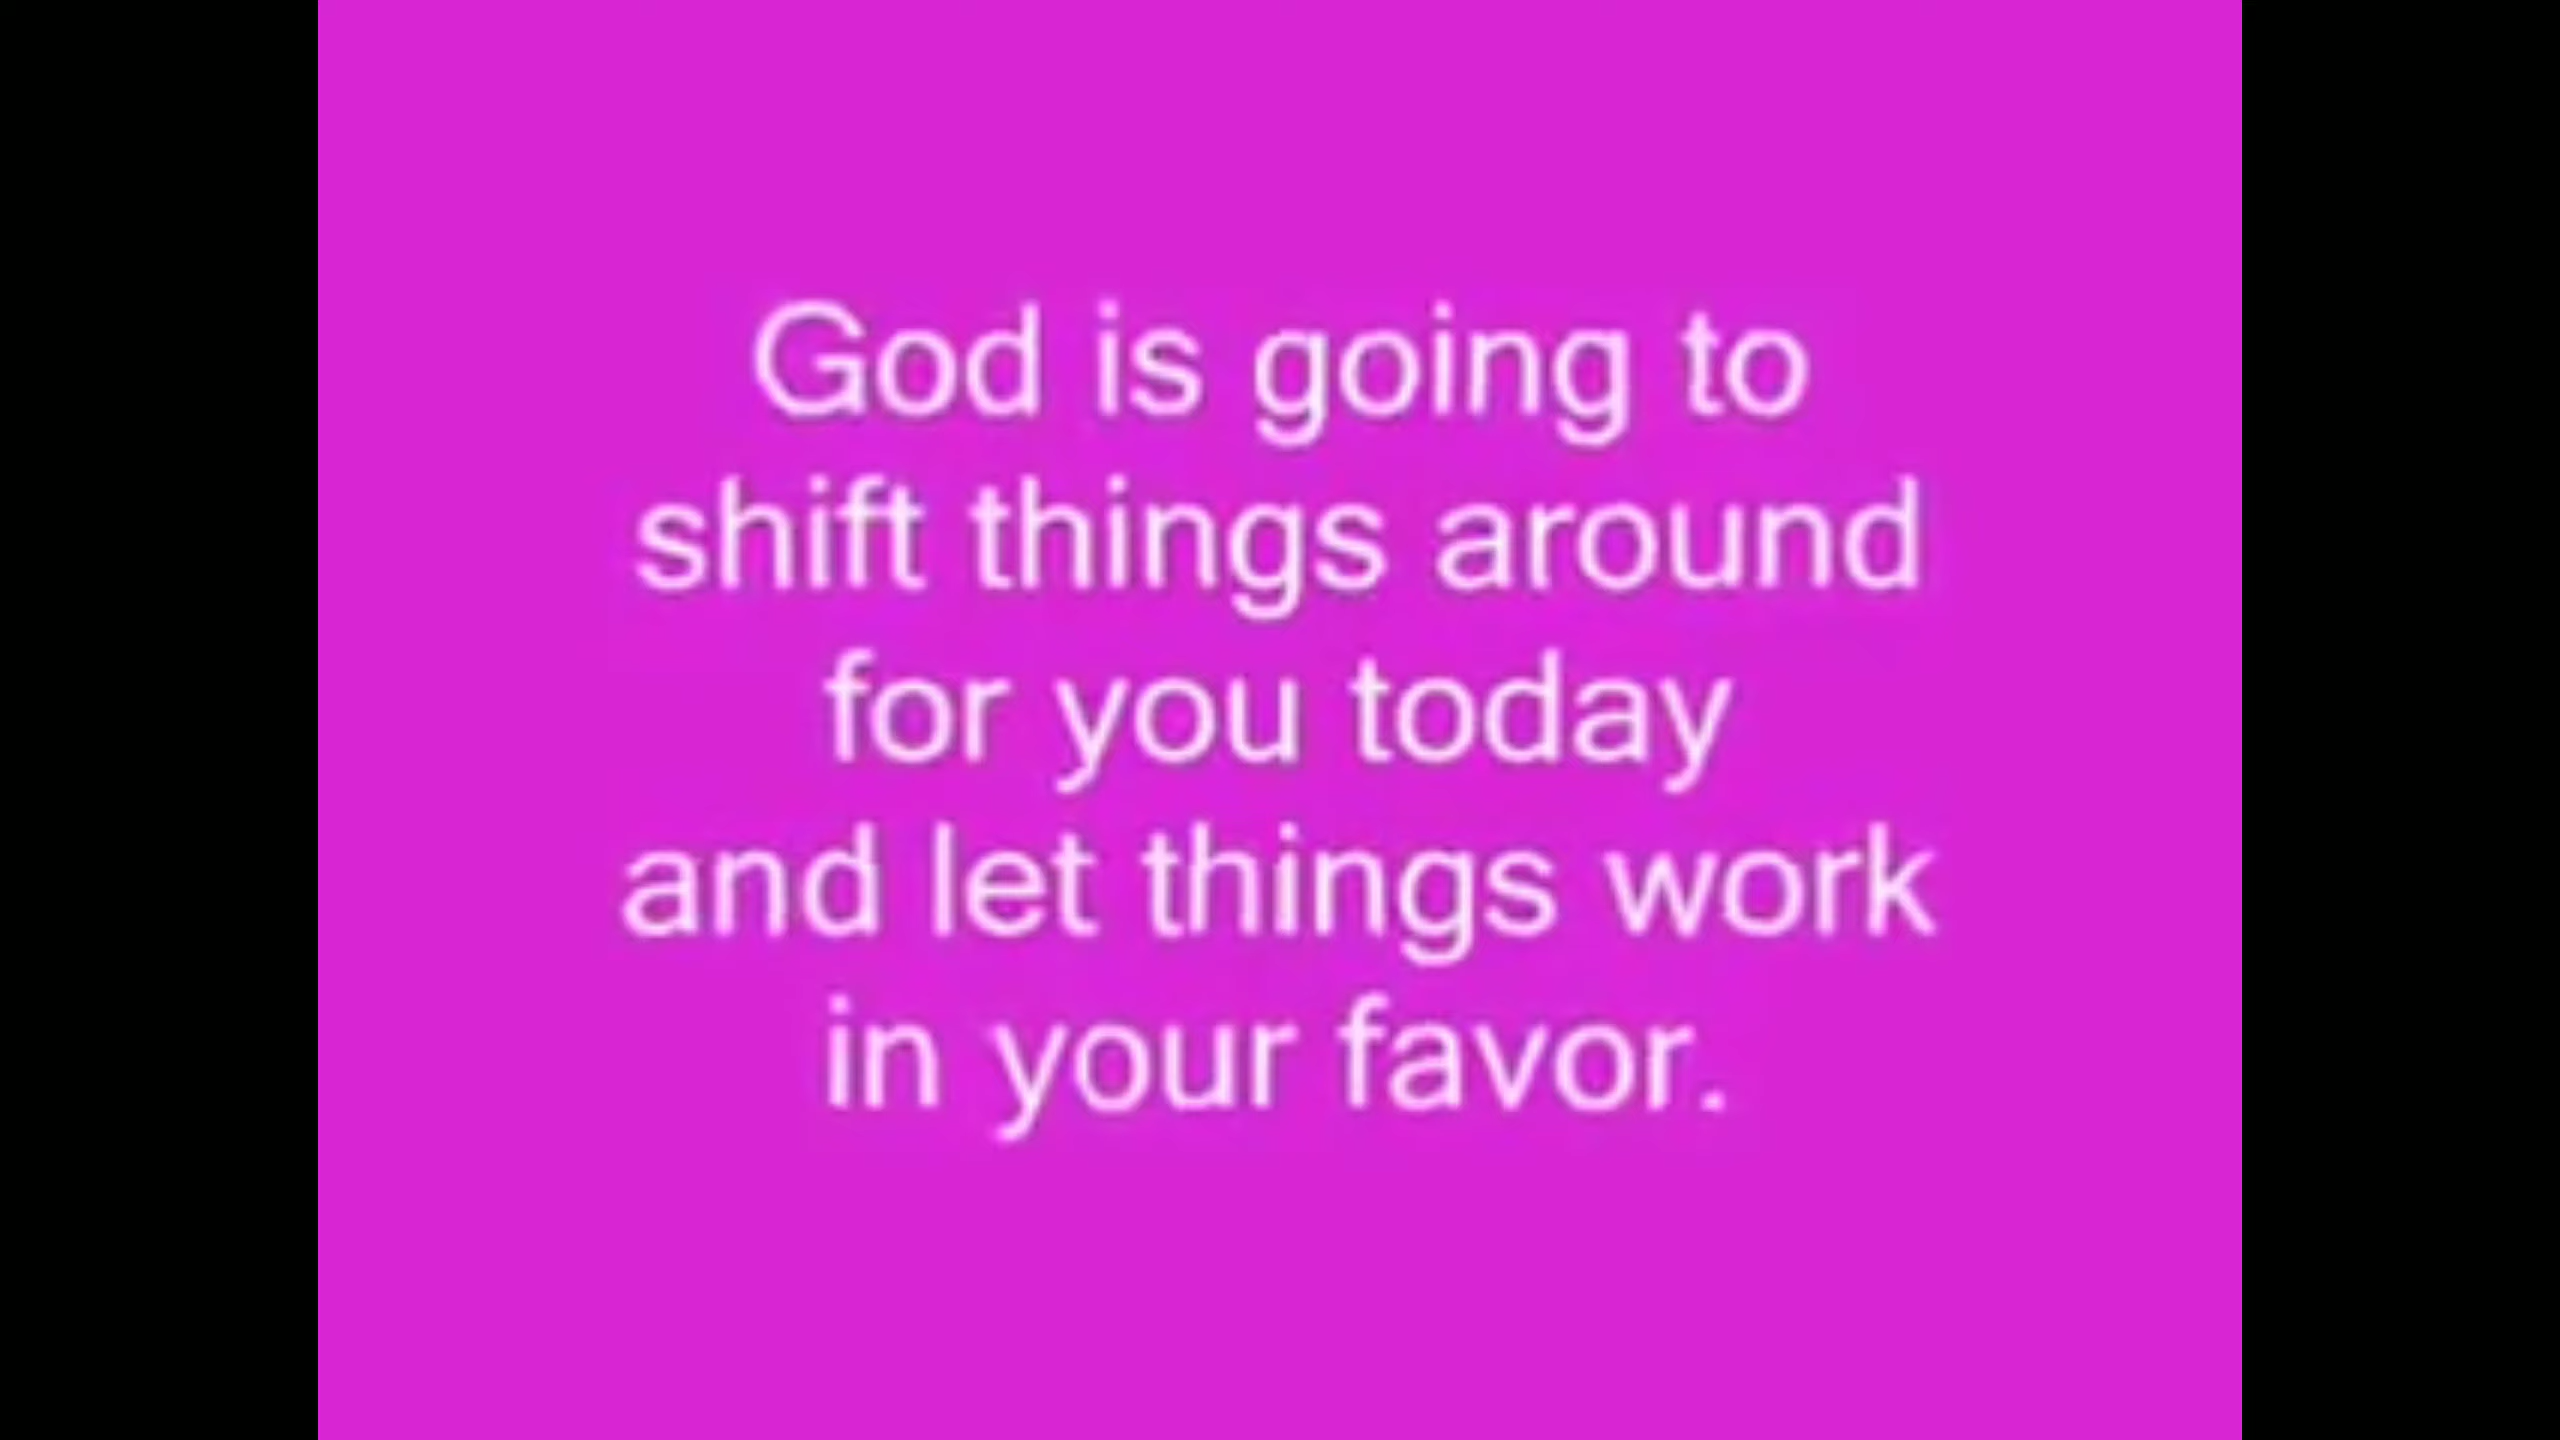 God is going to
shift things around
for you today
and let things work
in your favor.